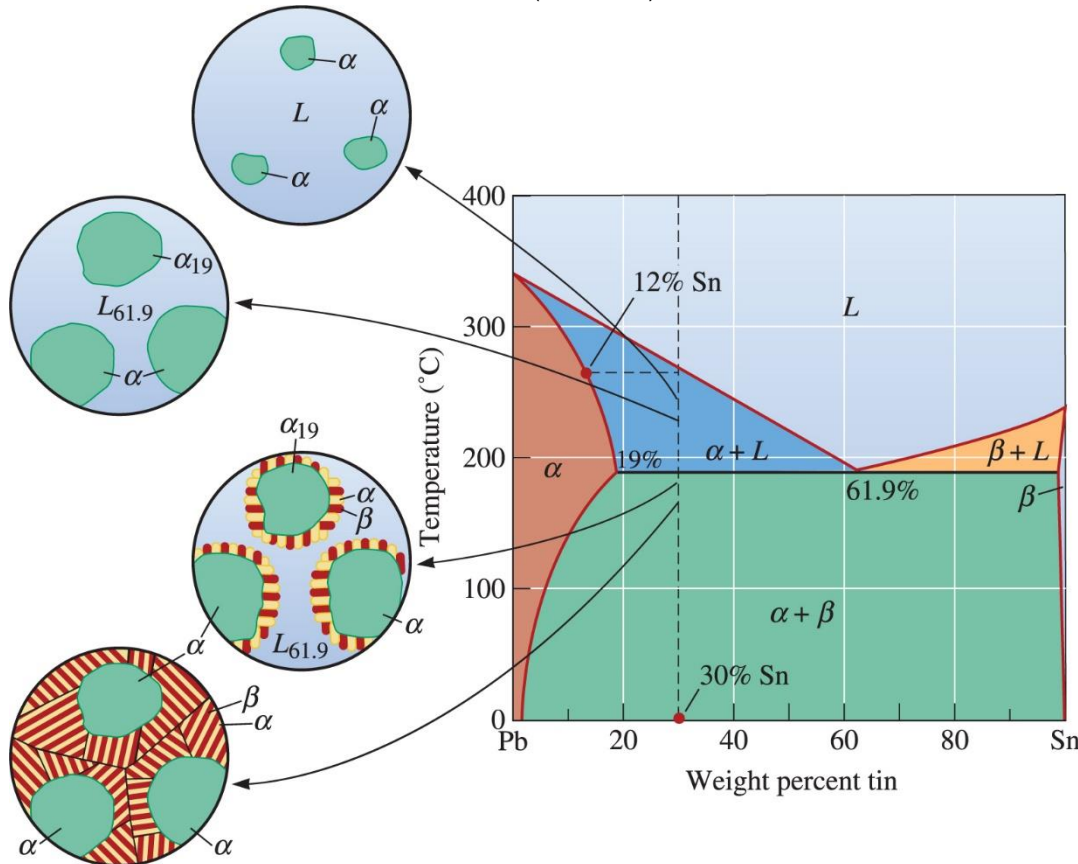 α
L
α
α
α19
L61.9
α
α19
α
β
α
α
L61.9
α
β
α
α
α
Temperature (°C)
400
300
200
100
0
12% Sn
L
α
19%
α + L
β + L
61.9%
β
α + β
30% Sn
Pb
20
40
60
80
Sn
Weight percent tin